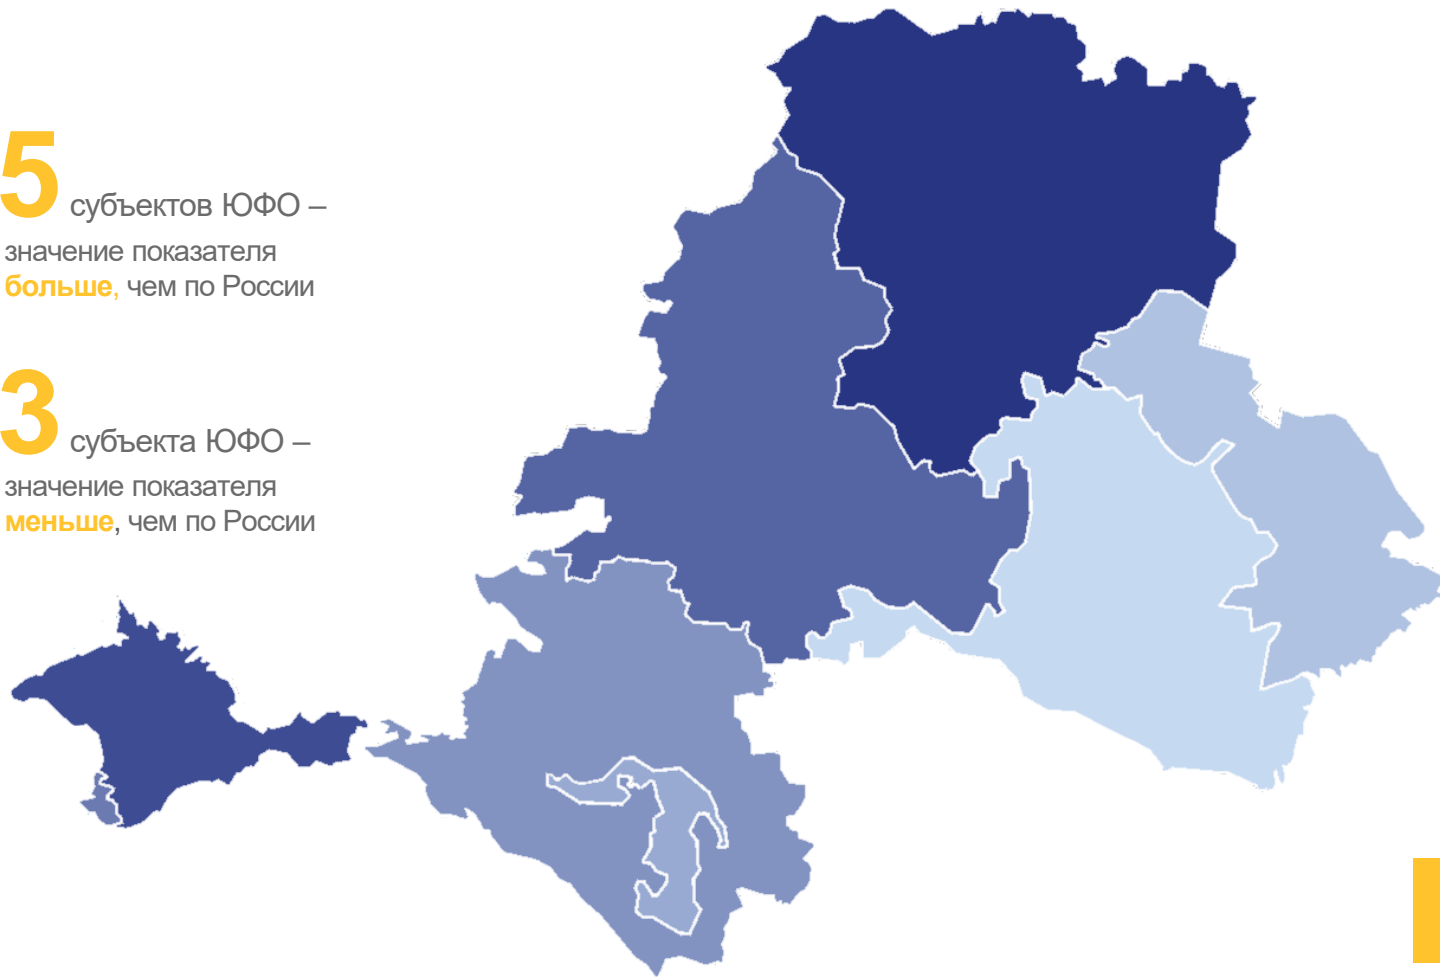 5 субъектов ЮФО –
значение показателя
больше, чем по России
3 субъекта ЮФО –
значение показателя
меньше, чем по России